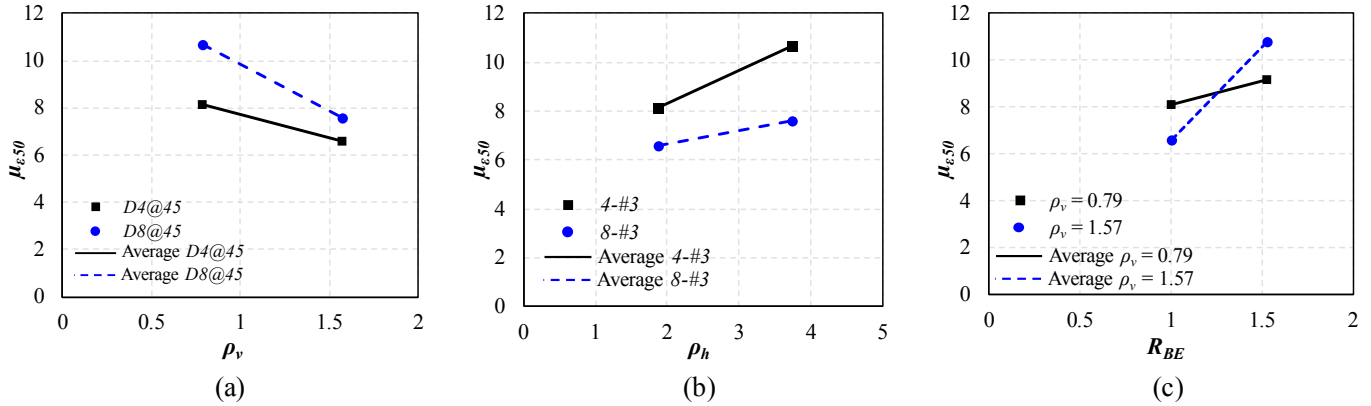 12
10
8
6
4
2
0
με50
D4@45
D8@45
Average D4@45
Average D8@45
0 0.5 1 1.5 2
ρv
(a)
12
10
8
6
4
2
0
με50
4-#3
8-#3
Average 4-#3
Average 8-#3
0 1 2 3 4 5
ρh
(b)
12
10
8
6
4
2
0
με50
ρv = 0.79
ρv = 1.57
Average ρv = 0.79
Average ρv = 1.57
0 0.5 1 1.5 2
RBE
(c)